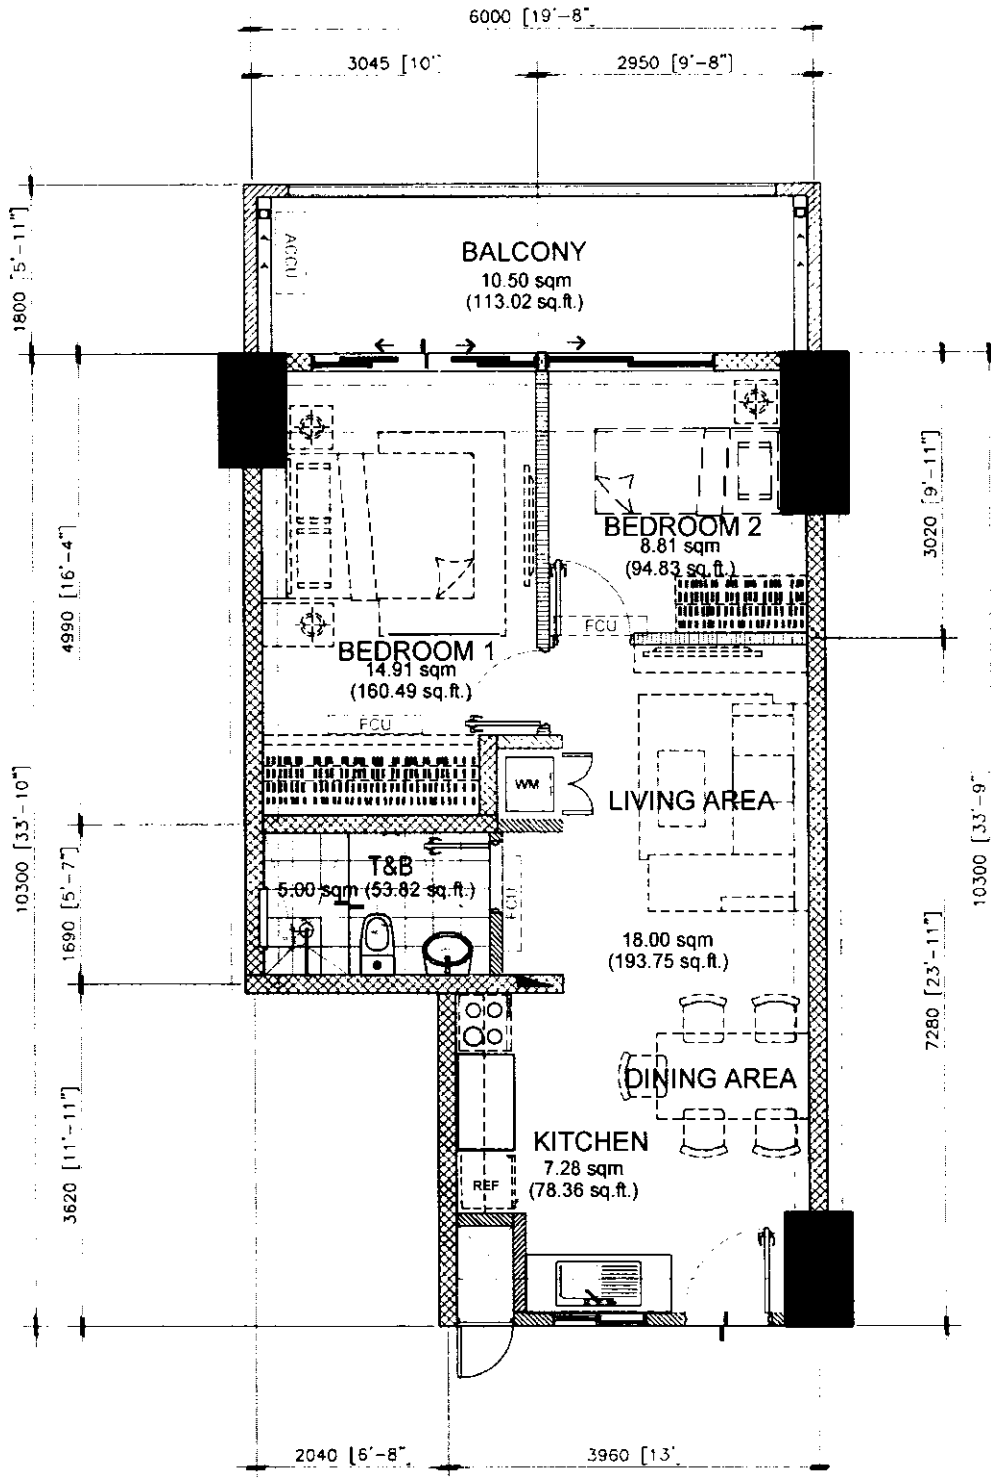 6000 [19'-8"
3045 [10'
2950 [9'-8"]
1800 [5'-11"]
ACCU
BALCONY
10.50 sqm
(113.02 sq.ft.)
4990 [16'-4"]
3020 [9'-11"]
BEDROOM 2
8.81 sqm
(94.83 sq.ft.)
FCU
BEDROOM 1
14.91 sqm
(160.49 sq.ft.)
FCU
WM
LIVING AREA
10300 [33'-10"]
10300 [33'-9"
1690 [5'-7"]
T&B
5.00 sqm (53.82 sq.ft.)
FCU
18.00 sqm
(193.75 sq.ft.)
7280 [23'-11"]
DINING AREA
3620 [11'-11"]
KITCHEN
7.28 sqm
(78.36 sq.ft.)
REF
2040 [6'-8"
3960 [13'